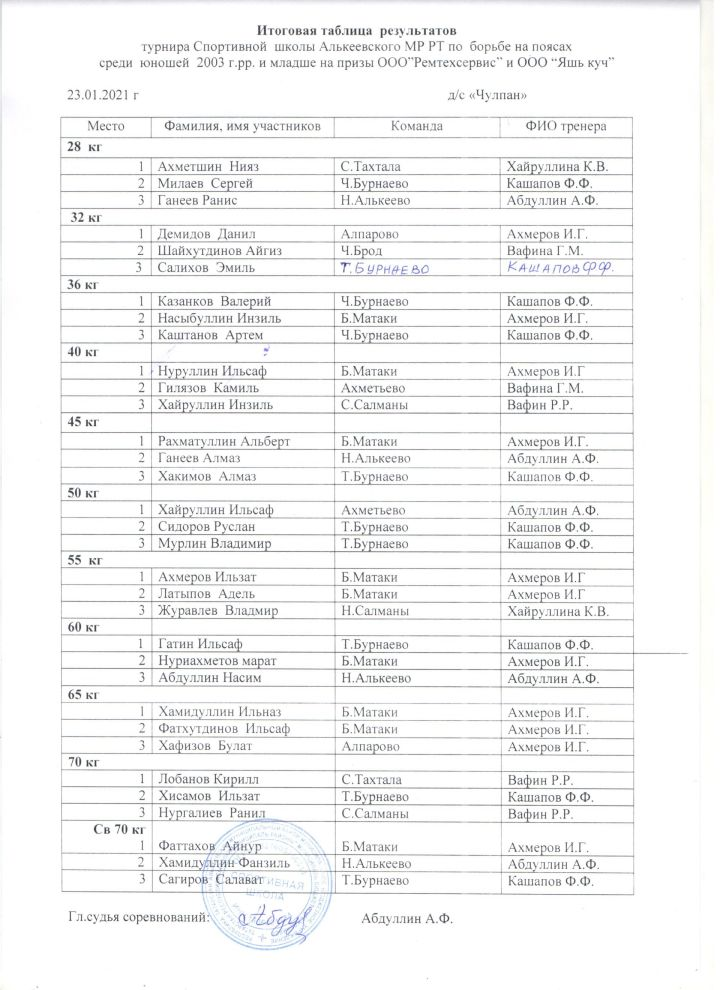 Итоговая таблица результатов
турнира Спортивной школы Алькеевского МР РТ по борьбе на поясах
среди юношей 2003 г.рр. и младше на призы ООО”Ремтехсервис” и ООО “Яшь куч”
23.01.2021 г д/с «Чулпан»
Место Фамилия, имя участников Команда ФИО тренера
28 кг
1 Ахметшин Нияз С.Тахтала Хайруллина К.В.
2 Милаев Сергей Ч.Бурнаево Кашапов Ф.Ф.
3 Ганеев Ранис Н.Алькеево Абдуллин А.Ф.
32 кг
1 Демидов Данил Алпарово Ахмеров И.Г.
2 Шайхутдинов Айгиз Ч.Брод Вафина Г.М.
3 Салихов Эмиль Т.БУРНАЕВО КАШАПОВ Ф.Ф.
36 кг
1 Казанков Валерий Ч.Бурнаево Кашапов Ф.Ф.
2 Насыбуллин Инзиль Б.Матаки Ахмеров И.Г.
3 Каштанов Артем Ч.Бурнаево Кашапов Ф.Ф.
40 кг
1 Нуруллин Ильсаф Б.Матаки Ахмеров И.Г
2 Гилязов Камиль Ахметьево Вафина Г.М.
3 Хайруллин Инзиль С.Салманы Вафин Р.Р.
45 кг
1 Рахматуллин Альберт Б.Матаки Ахмеров И.Г.
2 Ганеев Алмаз Н.Алькеево Абдуллин А.Ф.
3 Хакимов Алмаз Т.Бурнаево Кашапов Ф.Ф.
50 кг
1 Хайруллин Ильсаф Ахметьево Абдуллин А.Ф.
2 Сидоров Руслан Т.Бурнаево Кашапов Ф.Ф.
3 Мурлин Владимир Т.Бурнаево Кашапов Ф.Ф.
55 кг
1 Ахмеров Ильзат Б.Матаки Ахмеров И.Г
2 Латыпов Адель Б.Матаки Ахмеров И.Г
3 Журавлев Владмир Н.Салманы Хайруллина К.В.
60 кг
1 Гатин Ильсаф Т.Бурнаево Кашапов Ф.Ф.
2 Нуриахметов марат Б.Матаки Ахмеров И.Г.
3 Абдуллин Насим Н.Алькеево Абдуллин А.Ф.
65 кг
1 Хамидуллин Ильназ Б.Матаки Ахмеров И.Г.
2 Фатхутдинов Ильсаф Б.Матаки Ахмеров И.Г.
3 Хафизов Булат Алпарово Ахмеров И.Г.
70 кг
1 Лобанов Кирилл С.Тахтала Вафин Р.Р.
2 Хисамов Ильзат Т.Бурнаево Кашапов Ф.Ф.
3 Нургалиев Ранил С.Салманы Вафин Р.Р.
Св 70 кг
1 Фаттахов Айнур Б.Матаки Ахмеров И.Г.
2 Хамидуллин Фанзиль Н.Алькеево Абдуллин А.Ф.
3 Сагиров Салават Т.Бурнаево Кашапов Ф.Ф.
СПОРТИВНАЯ
ШКОЛА
Гл.судья соревнований: Абдуллин А.Ф.